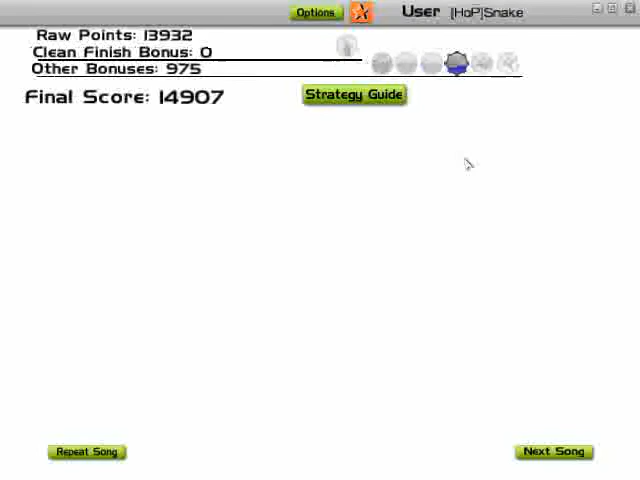 Options User [HoP]Snake
Raw Points: 13932
Clean Finish Bonus: 0
Other Bonuses: 975
Final Score: 14907
Strategy Guide
Repeat Song
Next Song